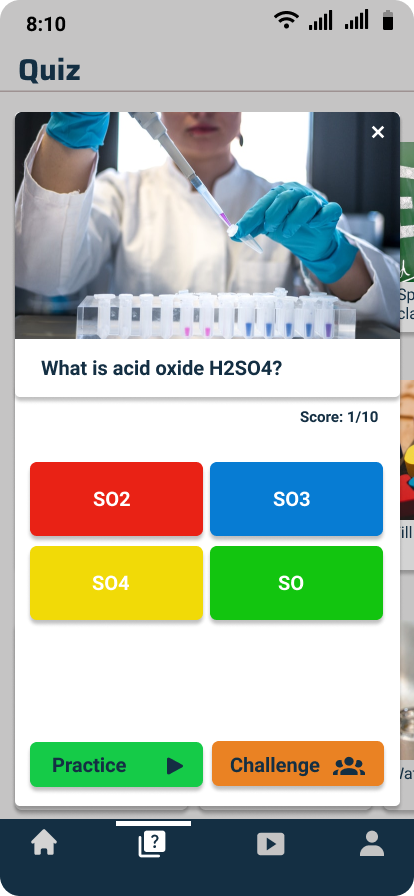 8:10
Quiz
×
What is acid oxide H2SO4?
Score: 1/10
Sp
cla
SO2
SO3
ill
SO4
SO
Practice
Challenge
?